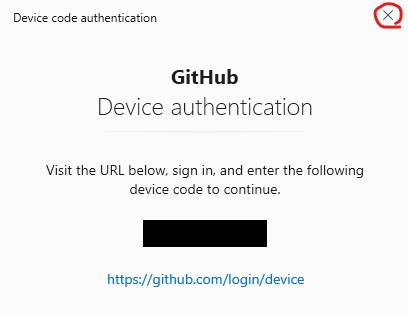 Device code authentication
GitHub
Device authentication
Visit the URL below, sign in, and enter the following
device code to continue.
https://github.com/login/device